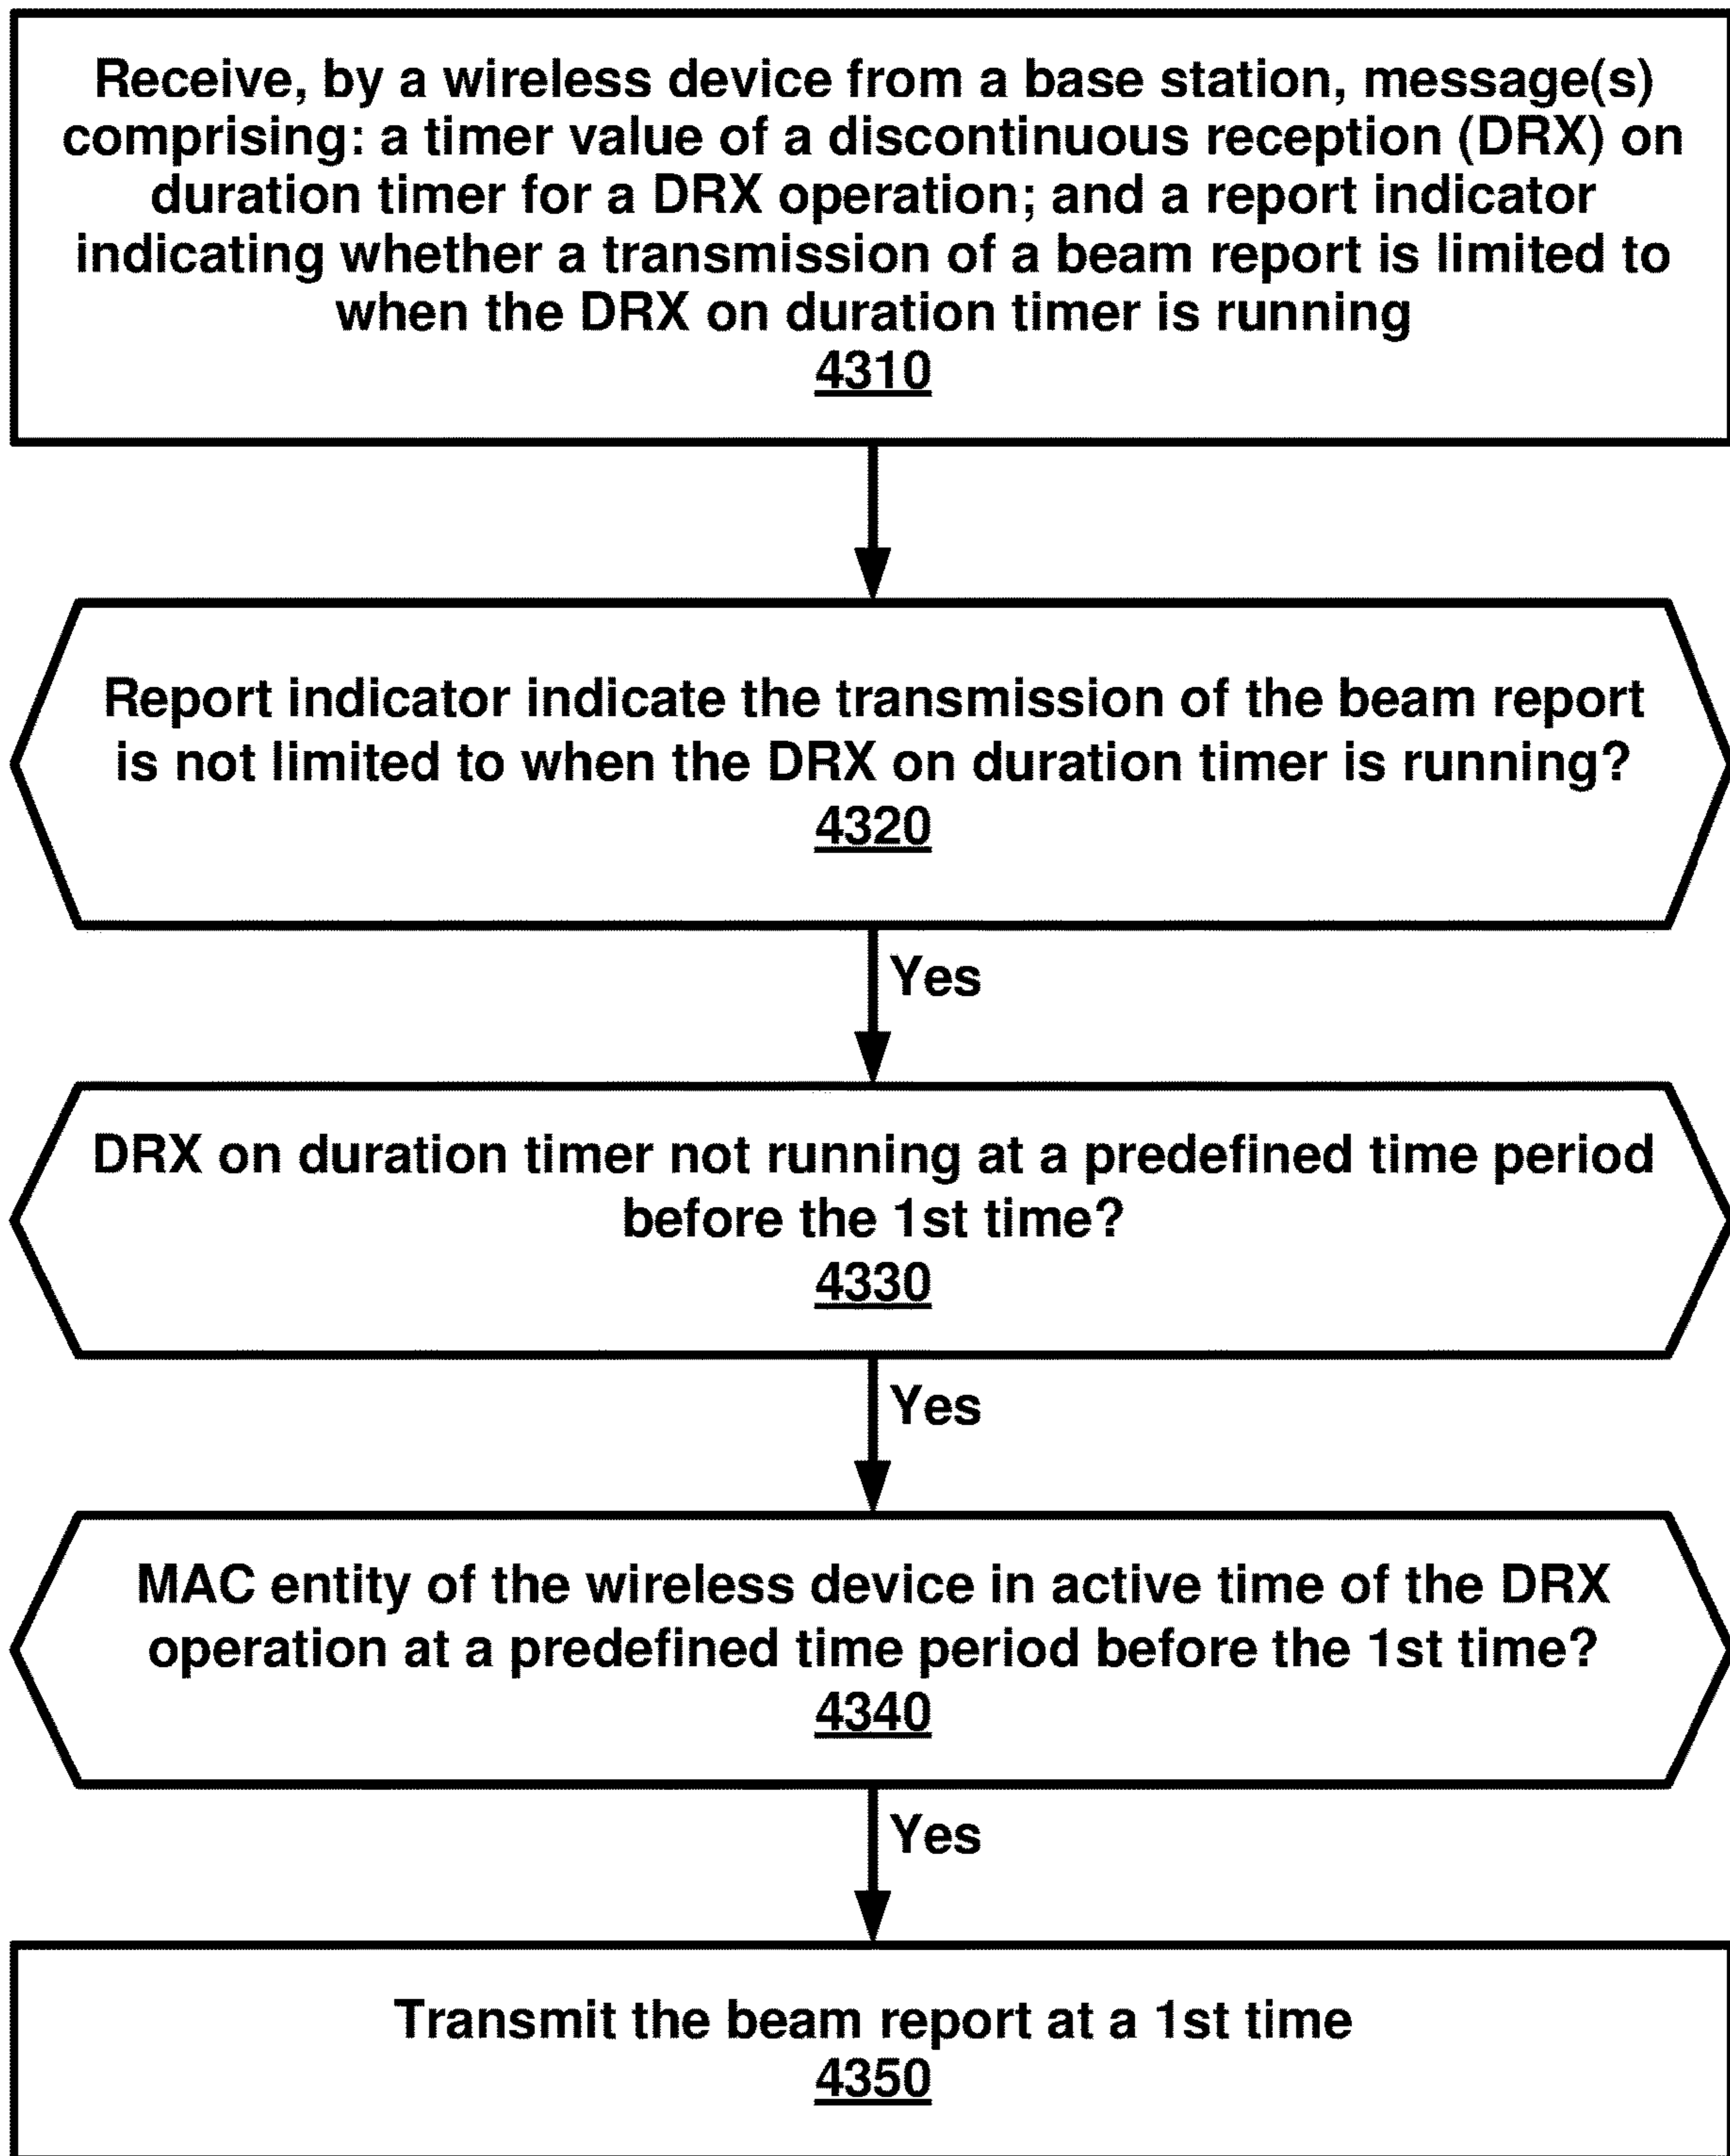 Receive, by a wireless device from a base station, message(s)
comprising: a timer value of a discontinuous reception (DRX) on
duration timer for a DRX operation; and a report indicator
indicating whether a transmission of a beam report is limited to
when the DRX on duration timer is running
4310
Report indicator indicate the transmission of the beam report
is not limited to when the DRX on duration timer is running?
4320
Yes
DRX on duration timer not running at a predefined time period
before the 1st time?
4330
Yes
MAC entity of the wireless device in active time of the DRX
operation at a predefined time period before the 1st time?
4340
Yes
Transmit the beam report at a 1st time
4350